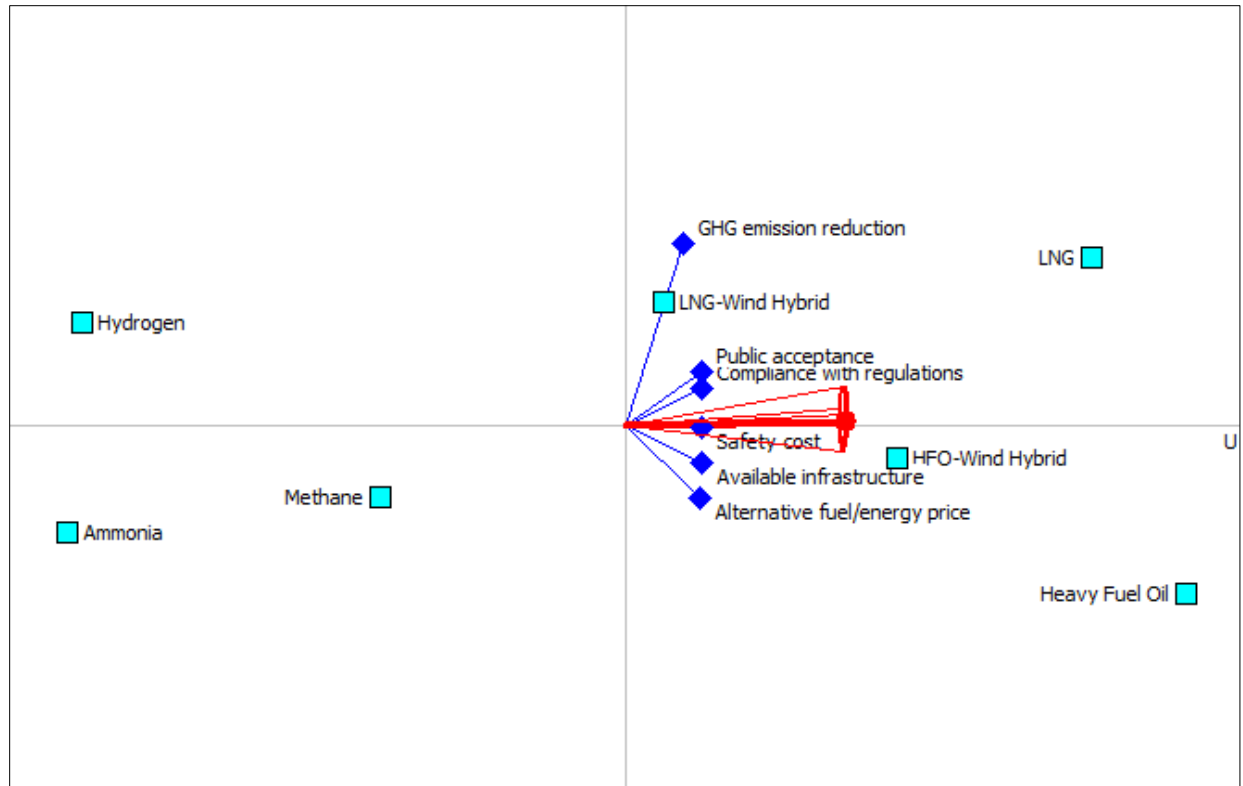 GHG emission reduction
LNG
LNG-Wind Hybrid
Hydrogen
Public acceptance
Compliance with regulations
Safety cost
U
HFO-Wind Hybrid
Available infrastructure
Methane
Alternative fuel/energy price
Ammonia
Heavy Fuel Oil